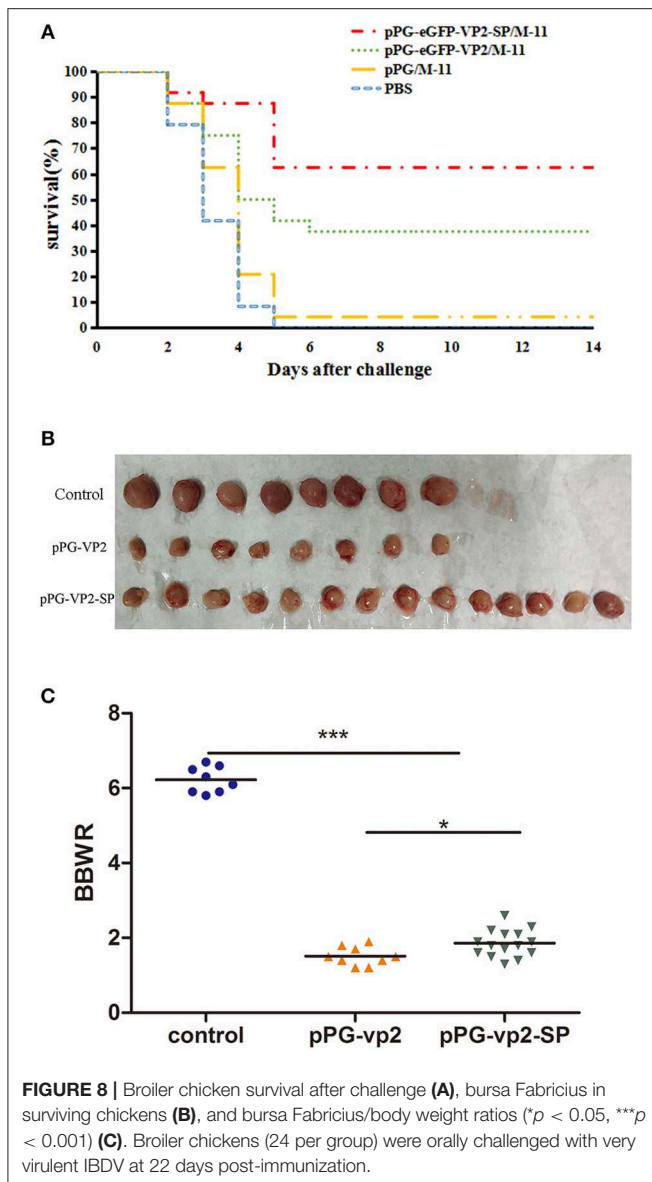 A
pPG-eGFP-VP2-SP/M-11
pPG-eGFP-VP2/M-11
pPG/M-11
PBS
100
90
80
70
60
50
40
30
20
10
0
survival(%)
0 2 4 6 8 10 12 14
Days after challenge
B
Control
pPG-VP2
pPG-VP2-SP
C
8
6
4
2
0
BBWR
***
*
control pPG-vp2 pPG-vp2-SP
FIGURE 8 | Broiler chicken survival after challenge (A), bursa Fabricius in
surviving chickens (B), and bursa Fabricius/body weight ratios (*p < 0.05, ***p
< 0.001) (C). Broiler chickens (24 per group) were orally challenged with very
virulent IBDV at 22 days post-immunization.